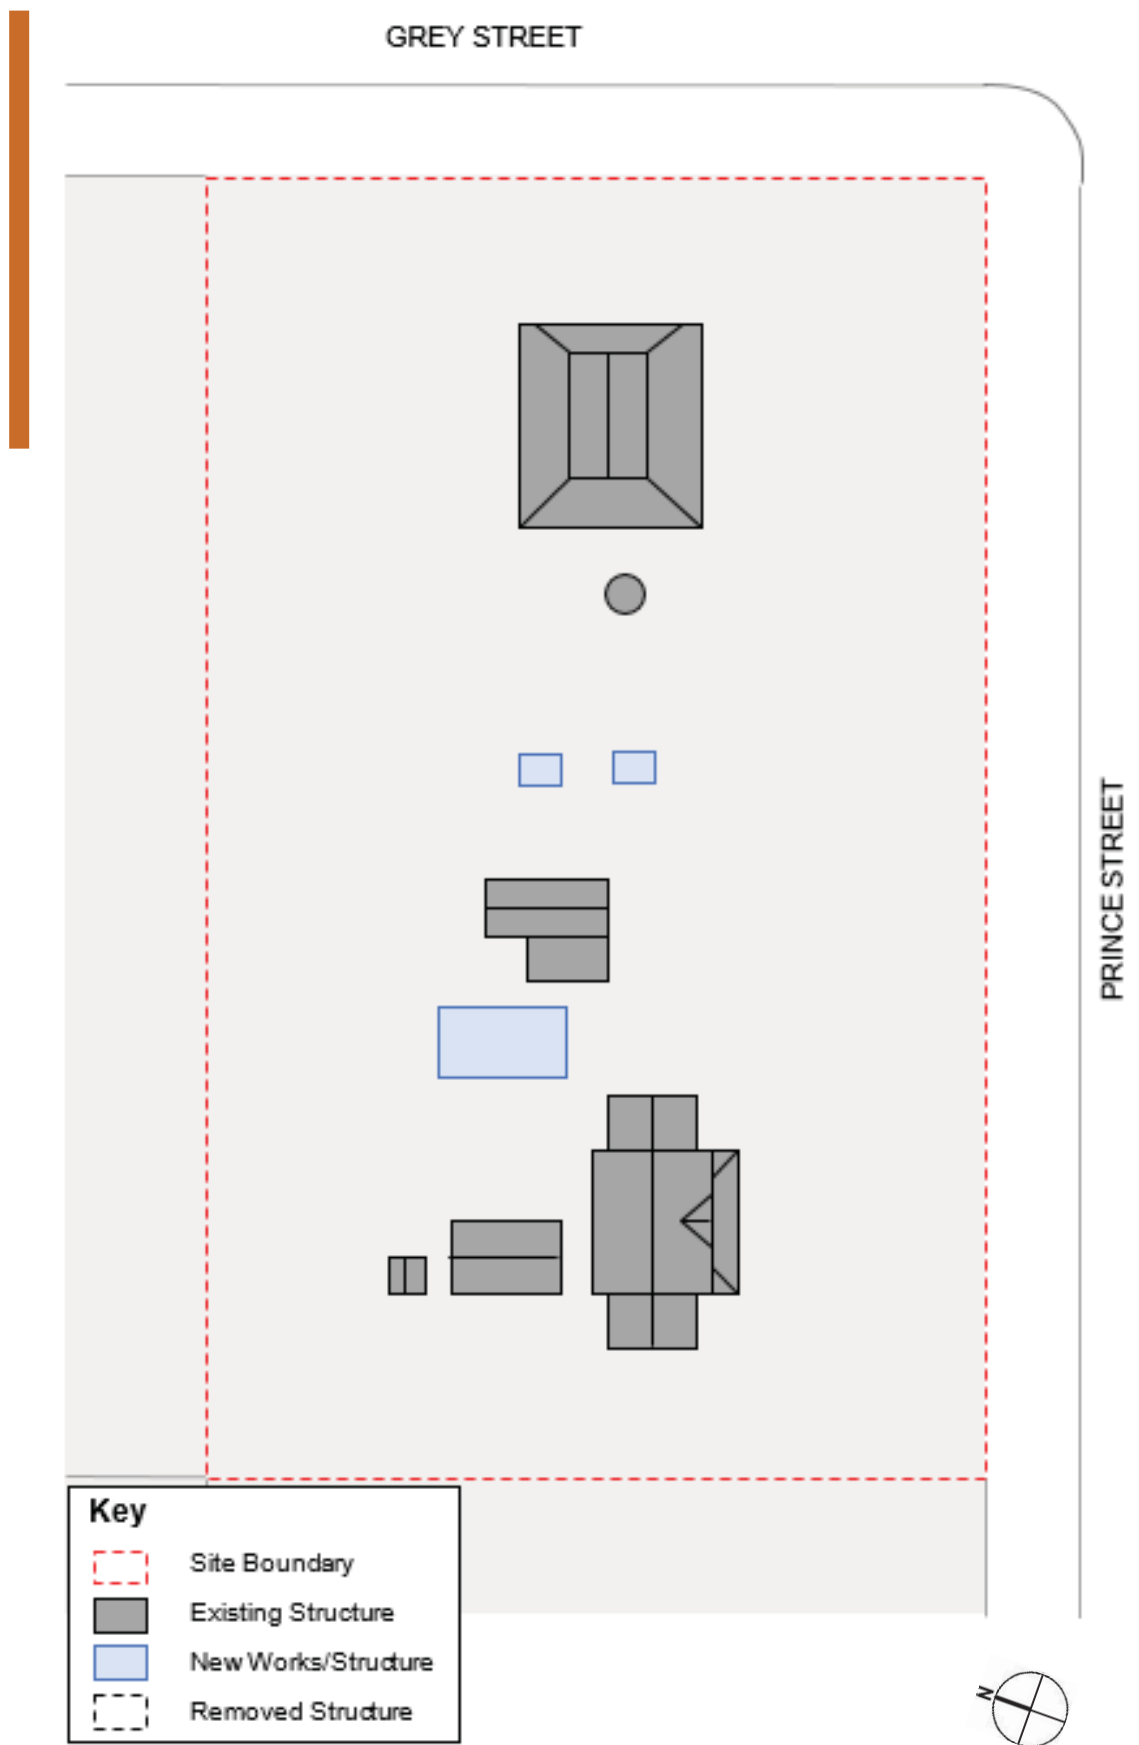 GREY STREET
PRINCE STREET
Key
Site Boundary
Existing Structure
New Works/Structure
Removed Structure
N